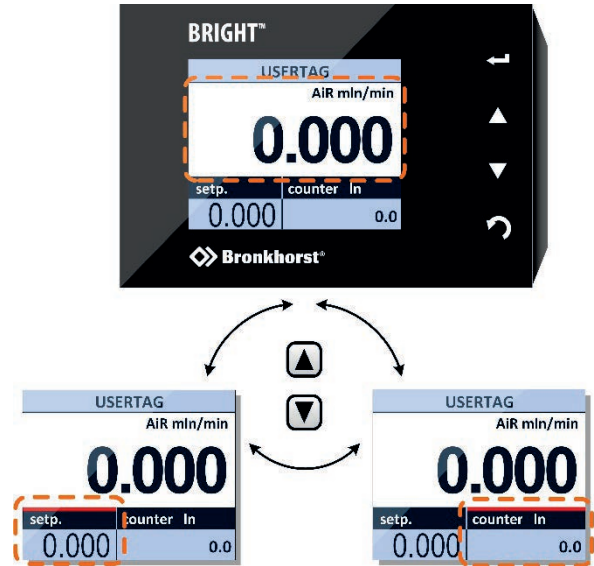 BRIGHT™
USERTAG
AiR mln/min
0.000
setp. counter ln
0.000 0.0
Bronkhorst®
USERTAG
AiR mln/min
0.000
setp. counter ln
0.000 0.0
USERTAG
AiR mln/min
0.000
setp. counter ln
0.000 0.0